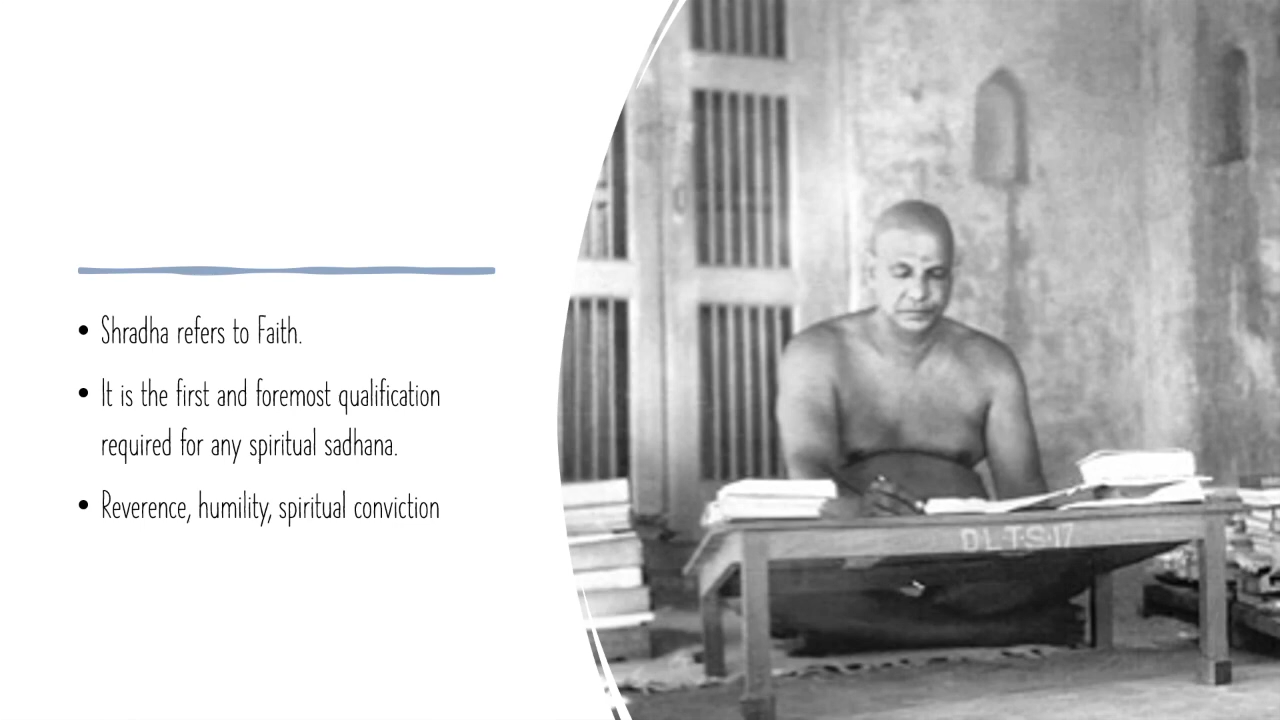 • Shradha refers to Faith.
• It is the first and foremost qualification
required for any spiritual sadhana.
• Reverence, humility, spiritual conviction
D L.T.S.17